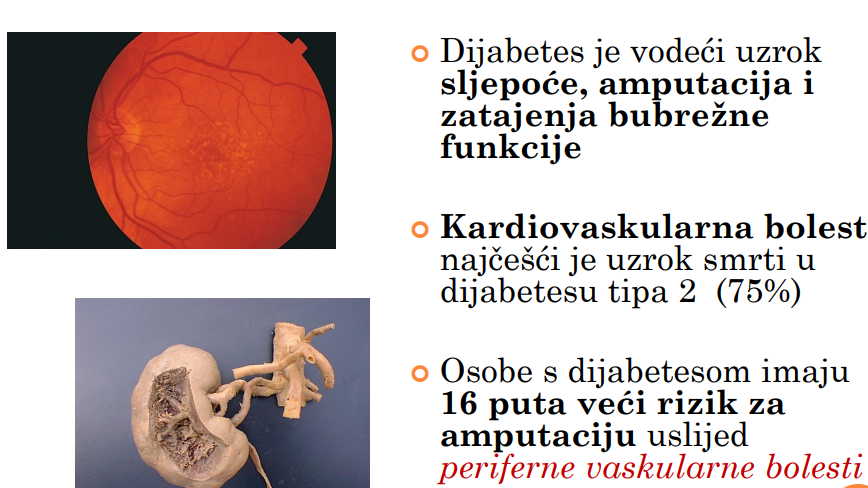 Dijabetes je vodeći uzrok
sljepoće, amputacija i
zatajenja bubrežne
funkcije
Kardiovaskularna bolest
najčešći je uzrok smrti u
dijabetesu tipa 2 (75%)
Osobe s dijabetesom imaju
16 puta veći rizik za
amputaciju uslijed
periferne vaskularne bolesti